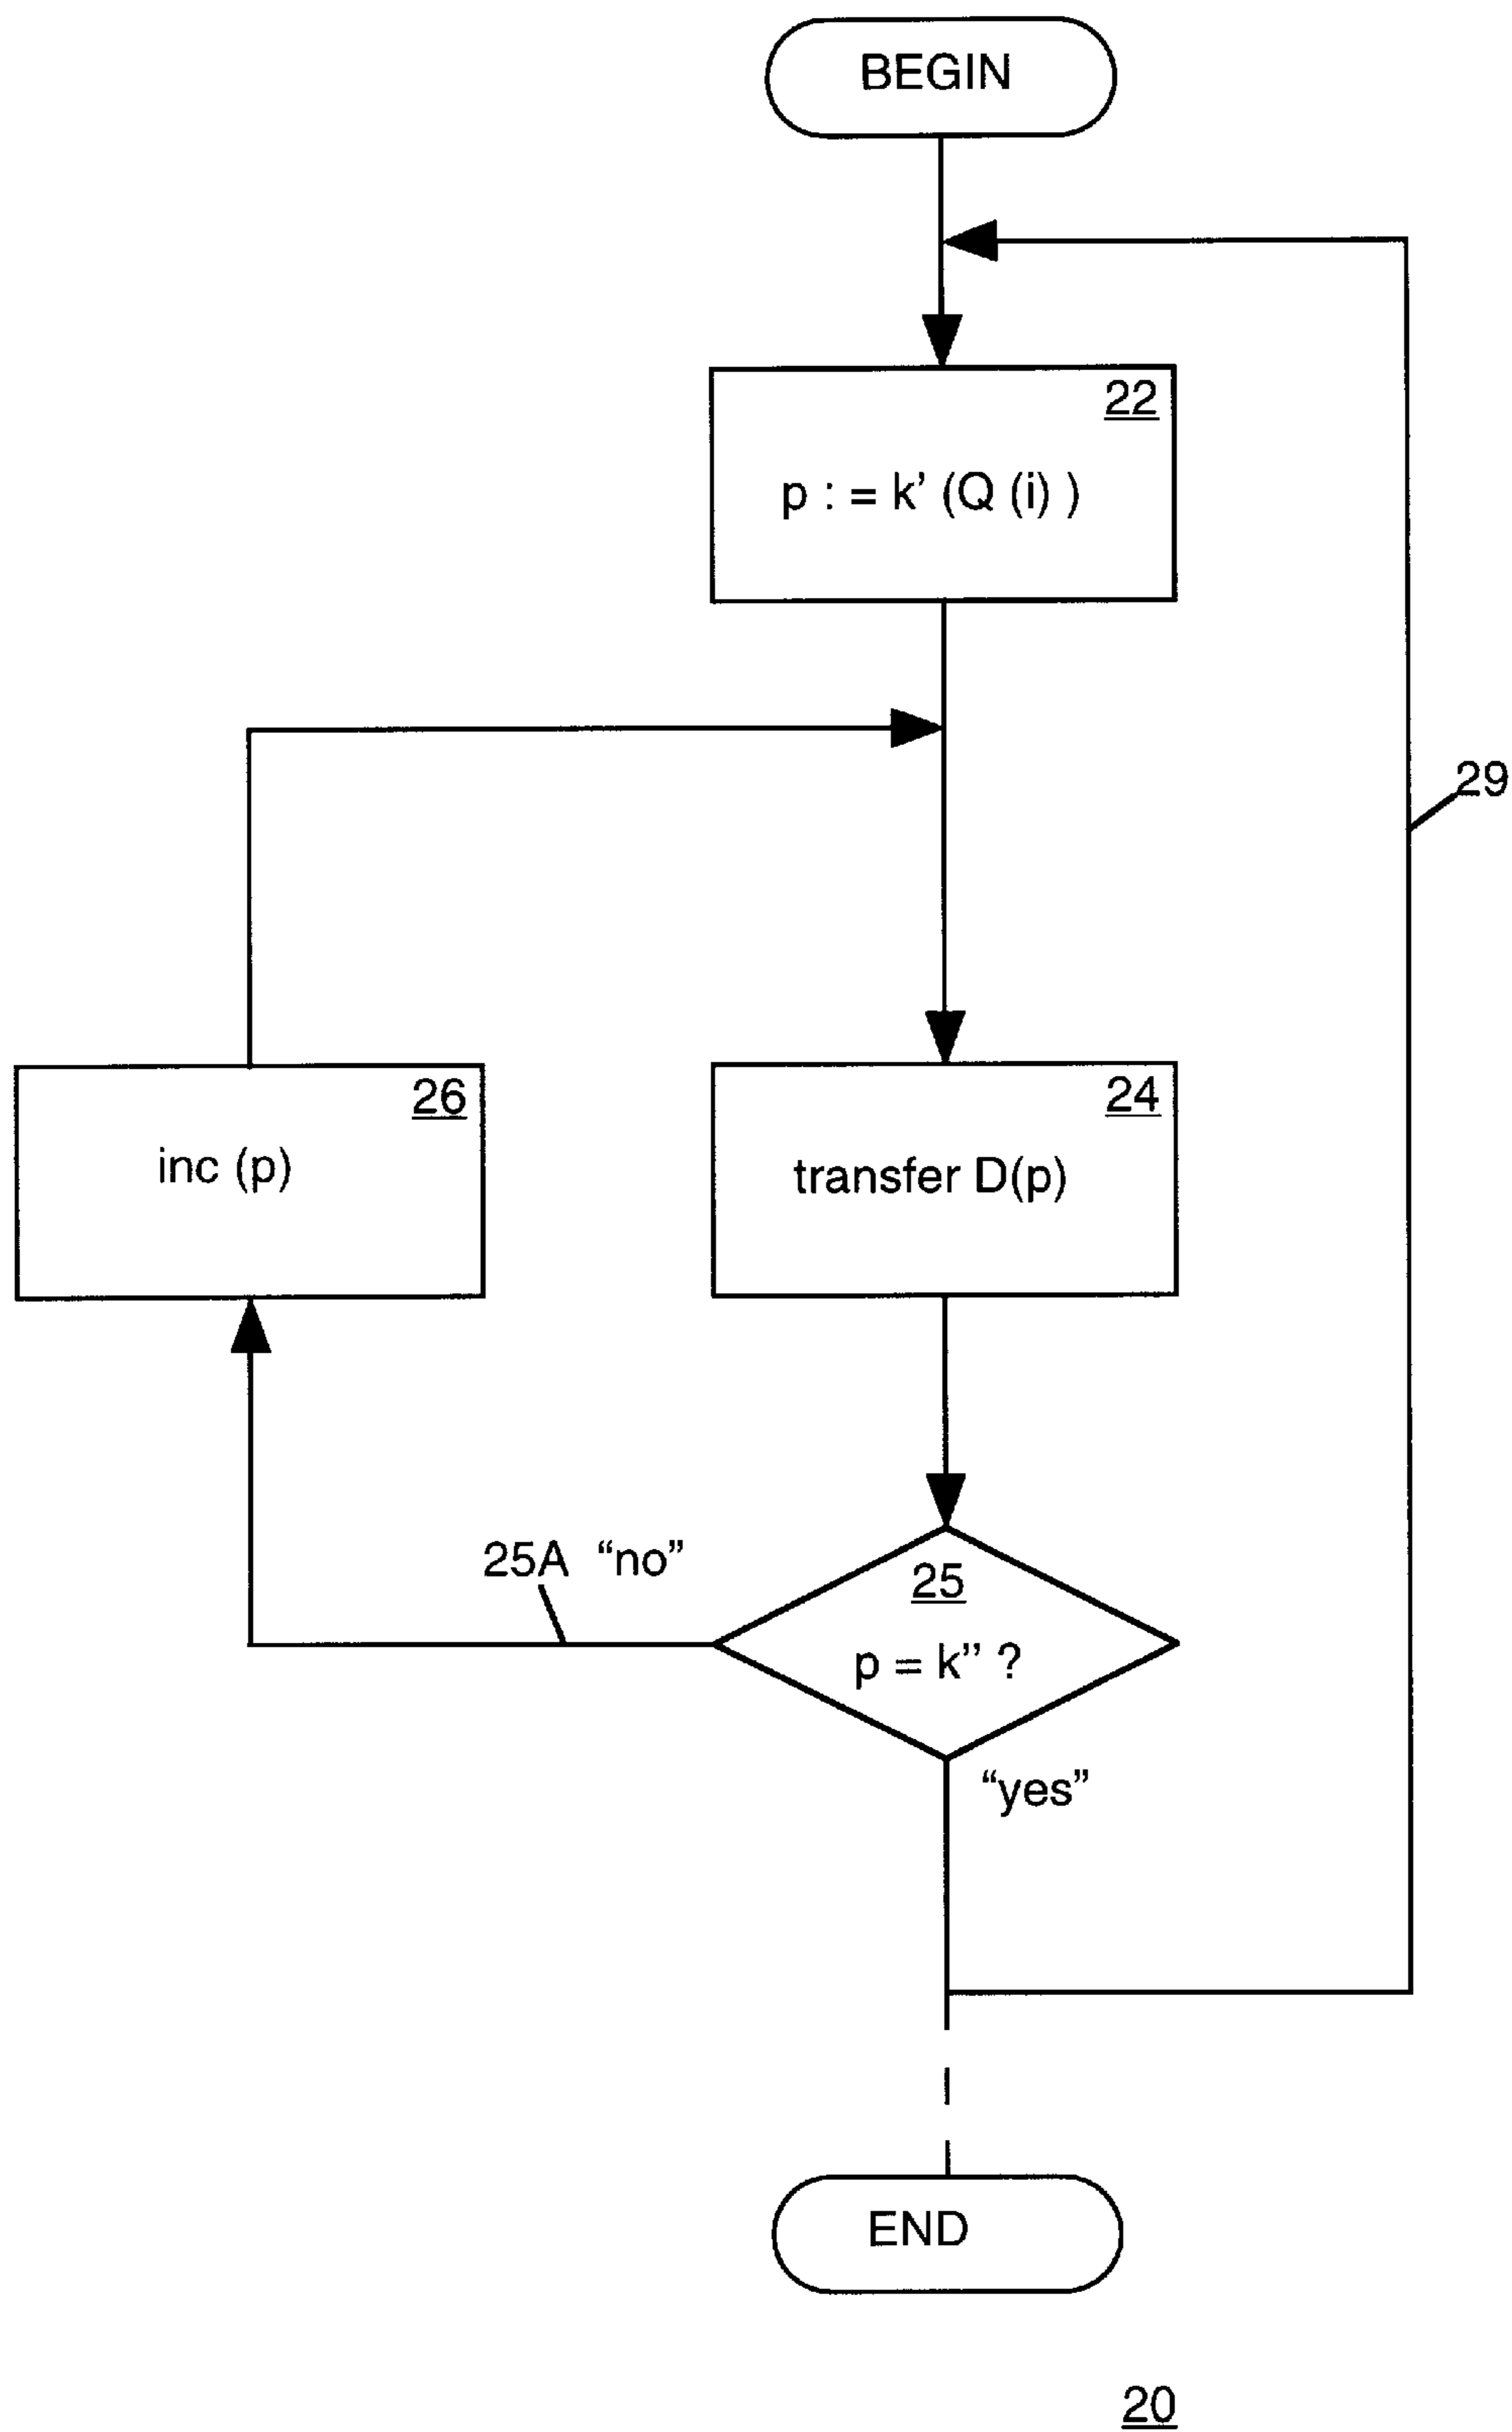 BEGIN
22
p : = k’ (Q (i) )
29
26
inc (p)
24
transfer D(p)
25A “no”
25
p = k” ?
“yes”
END
20